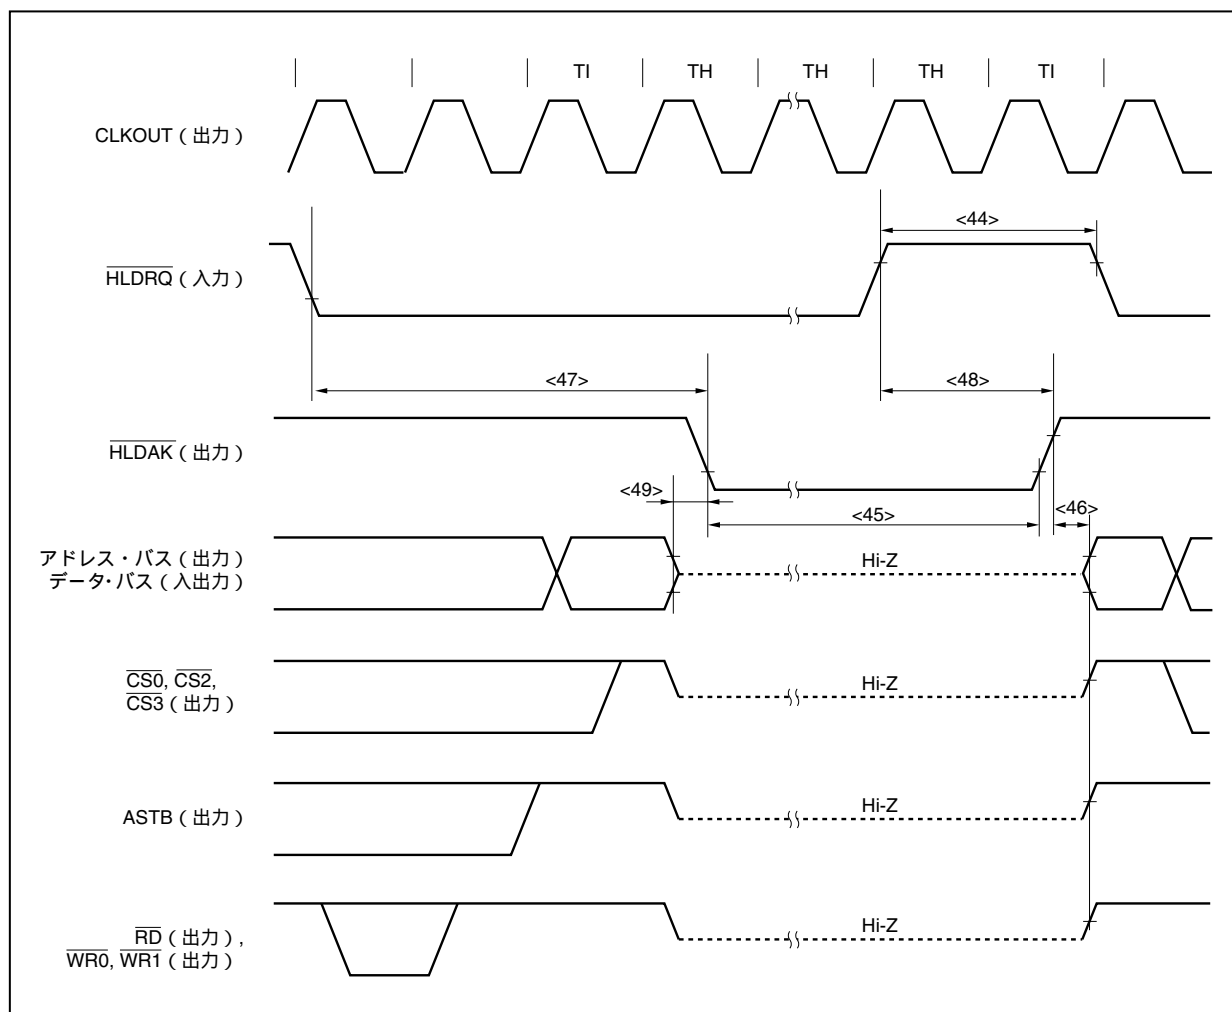 TI TH TH TH TI
CLKOUT（出力）
<44>
HLDRQ（入力）
<47> <48>
HLDAK（出力）
<49> <45> <46>
アドレス・バス（出力） Hi-Z
データ・バス（入出力）
CS0, CS2, Hi-Z
CS3（出力）
ASTB（出力） Hi-Z
RD（出力）, Hi-Z
WR0, WR1（出力）